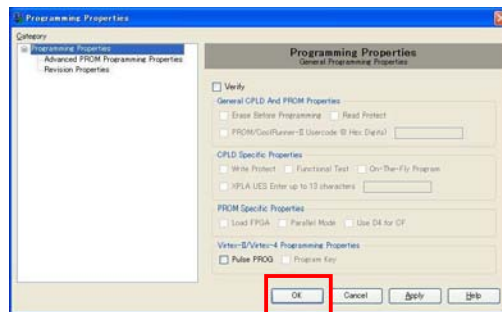 Programming Properties
Category
Programming Properties
Advanced PROM Programming Properties
Revision Properties
Programming Properties
General Programming Properties
Verify
General CPLD And PROM Properties
Erase Before Programming Read Protect
PROM/CoolRunner-II Usercode (8 Hex Digits)
CPLD Specific Properties
Write Protect Functional Test On-The-Fly Program
XPLA UES Enter up to 13 characters
PROM Specific Properties
Load FPGA Parallel Mode Use D4 for CF
Virtex-II/Virtex-4 Programming Properties
Pulse PROG Program Key
OK Cancel Apply Help